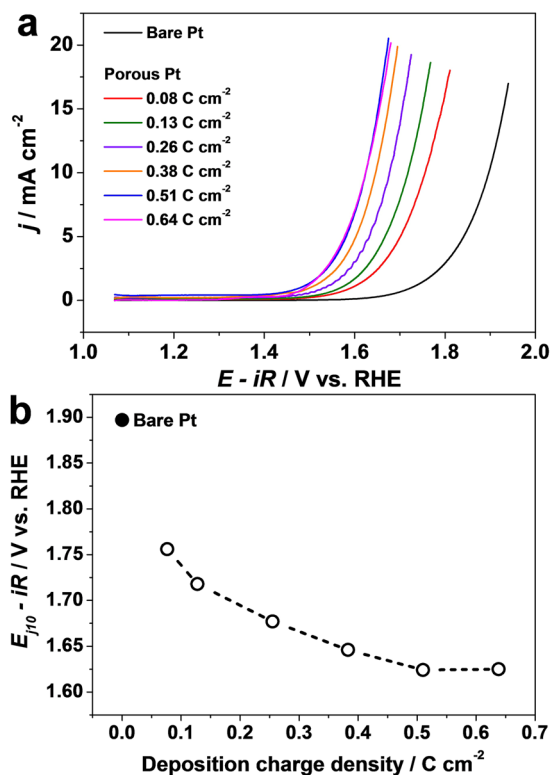 a
20
15
10
5
0
j / mA cm-2
Bare Pt
Porous Pt
0.08 C cm-2
0.13 C cm-2
0.26 C cm-2
0.38 C cm-2
0.51 C cm-2
0.64 C cm-2
1.0 1.2 1.4 1.6 1.8 2.0
E - iR / V vs. RHE
b
1.90
1.85
1.80
1.75
1.70
1.65
1.60
Ej10 - iR / V vs. RHE
Bare Pt
0.0 0.1 0.2 0.3 0.4 0.5 0.6 0.7
Deposition charge density / C cm-2